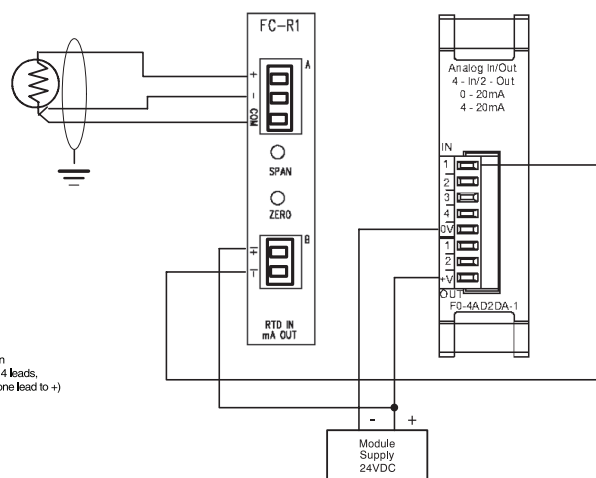 FC-R1
A
+
-
COM
SPAN
ZERO
B
+
-
RTD IN
mA OUT
Analog In/Out
4 - In/2 - Out
0 - 20mA
4 - 20mA
IN
1
2
3
4
0V
1
2
+V
OUT
F0-4AD2DA-1
n
4 leads,
one lead to +)
- +
Module
Supply
24VDC